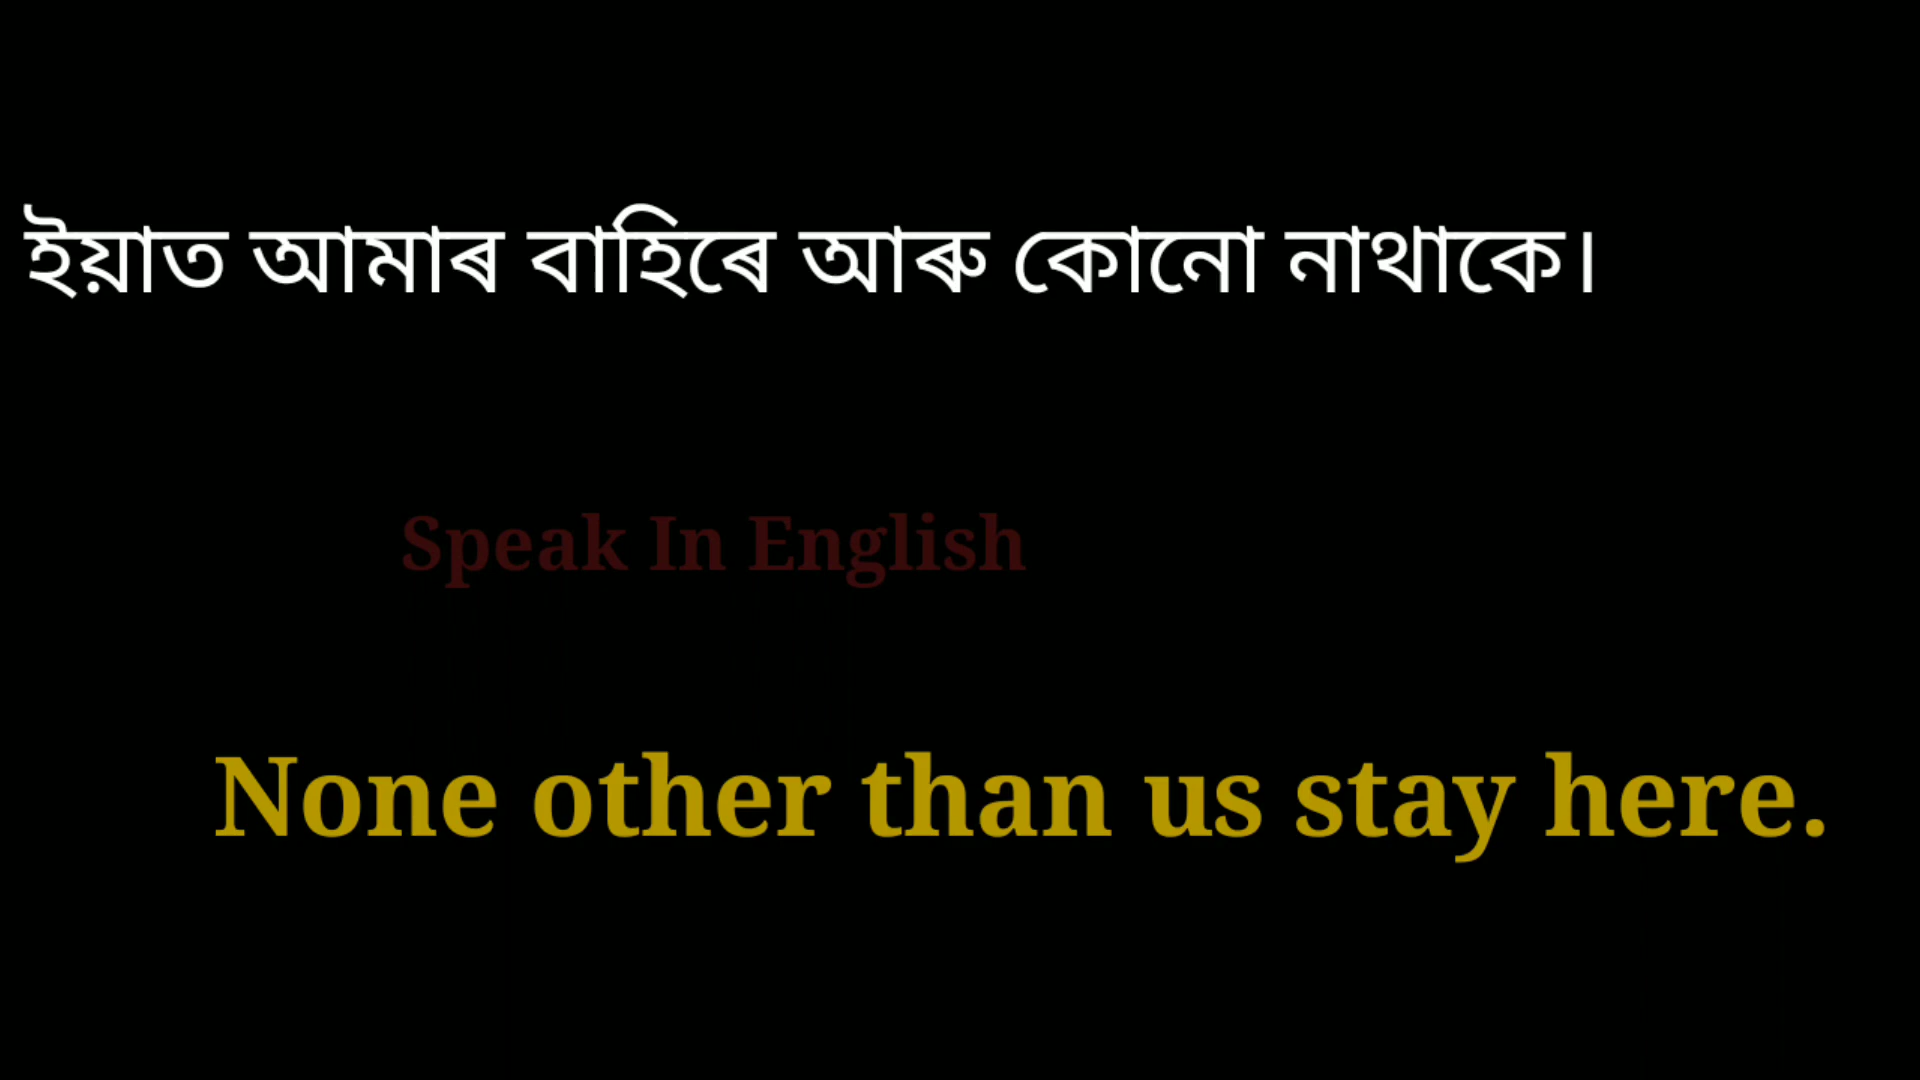 ইয়াত আমাৰ বাহিৰে আৰু কোনো নাথাকে।
Speak In English
None other than us stay here.